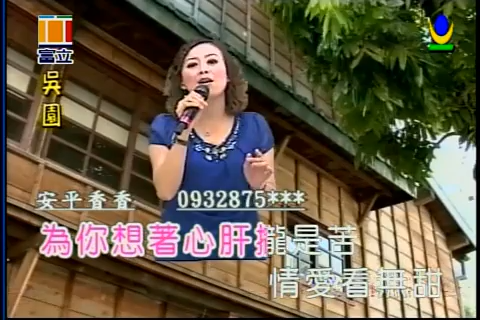 富立
吳園
安平香香 0932875***
為你想著心肝攏是苦
情愛看無甜